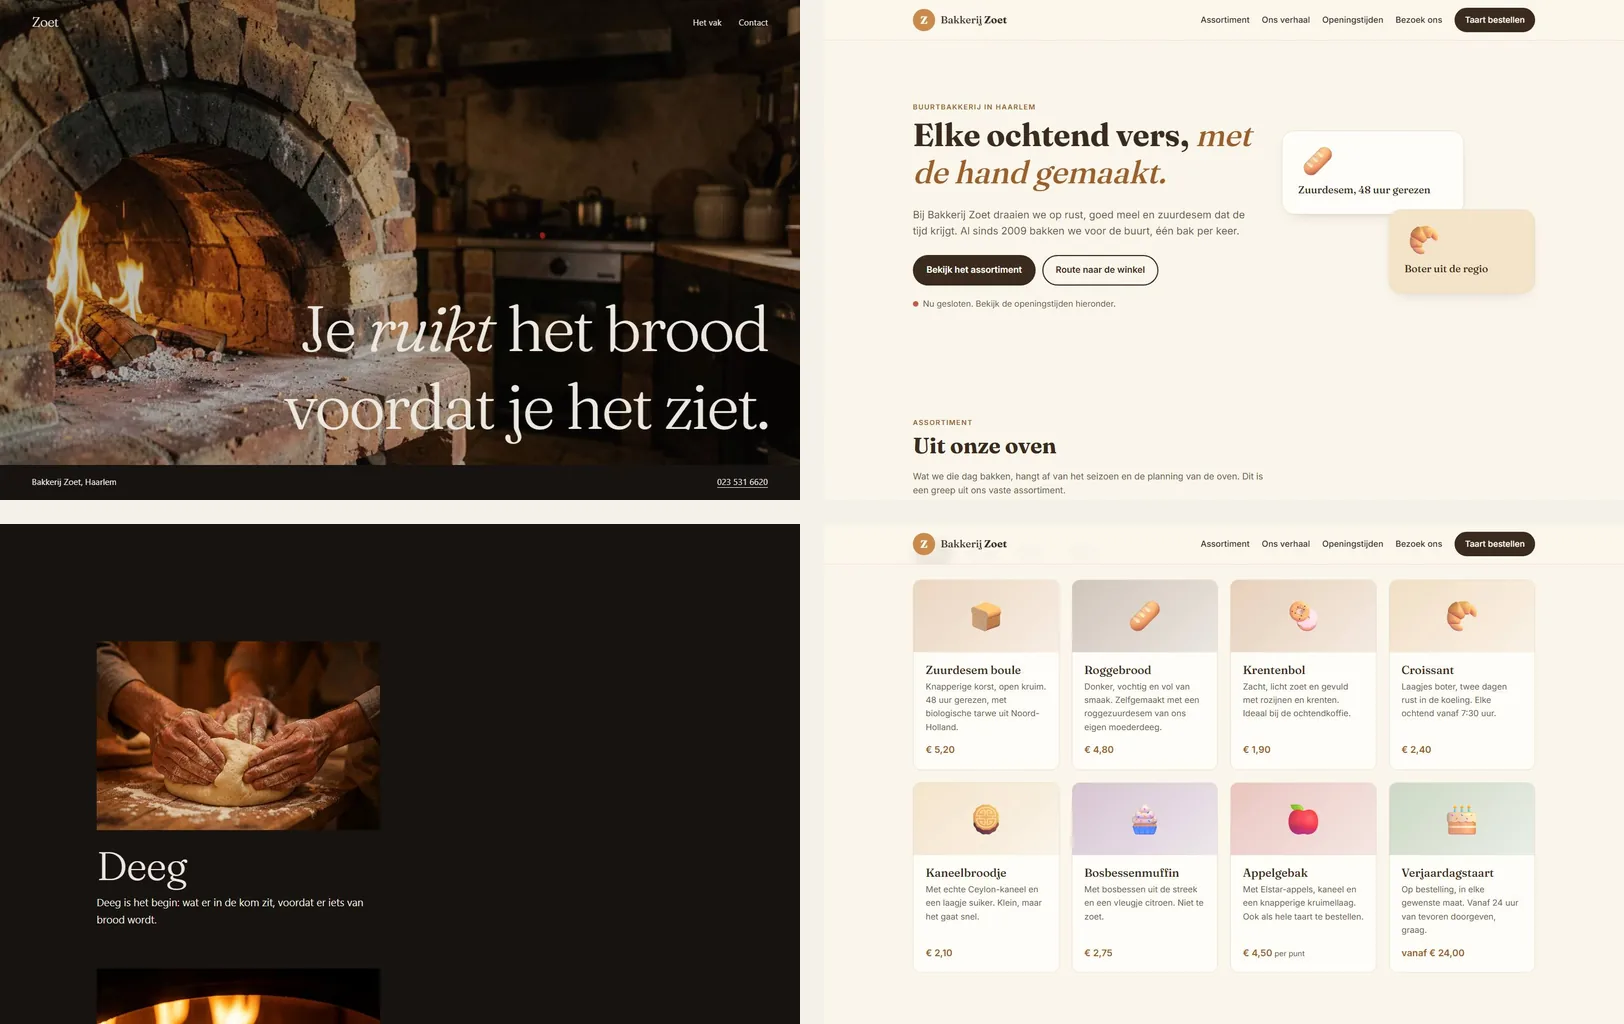 Zoet
Het vak
Contact
Je ruikt het brood
voordat je het ziet.
Bakkerij Zoet, Haarlem
023 531 6620
Z
Bakkerij Zoet
Assortiment
Ons verhaal
Openingstijden
Bezoek ons
Taart bestellen
BUURTBAKKERIJ IN HAARLEM
Elke ochtend vers, met
de hand gemaakt.
Bij Bakkerij Zoet draaien we op rust, goed meel en zuurdesem dat de
tijd krijgt. Al sinds 2009 bakken we voor de buurt, één bak per keer.
Bekijk het assortiment
Route naar de winkel
Nu gesloten. Bekijk de openingstijden hieronder.
Zuurdesem, 48 uur gerezen
Boter uit de regio
ASSORTIMENT
Uit onze oven
Wat we die dag bakken, hangt af van het seizoen en de planning van de oven. Dit is
een greep uit ons vaste assortiment.
Deeg
Deeg is het begin: wat er in de kom zit, voordat er iets van
brood wordt.
Z
Bakkerij Zoet
Assortiment
Ons verhaal
Openingstijden
Bezoek ons
Taart bestellen
Zuurdesem boule
Knapperige korst, open kruim.
48 uur gerezen, met
biologische tarwe uit Noord-
Holland.
€ 5,20
Roggebrood
Donker, vochtig en vol van
smaak. Zelfgemaakt met een
roggezuurdesem van ons
eigen moederdeeg.
€ 4,80
Krentenbol
Zacht, licht zoet en gevuld
met rozijnen en krenten.
Ideaal bij de ochtendkoffie.
€ 1,90
Croissant
Laagjes boter, twee dagen
rust in de koeling. Elke
ochtend vanaf 7:30 uur.
€ 2,40
Kaneelbroodje
Met echte Ceylon-kaneel en
een laagje suiker. Klein, maar
het gaat snel.
€ 2,10
Bosbessenmuffin
Met bosbessen uit de streek
en een vleugje citroen. Niet te
zoet.
€ 2,75
Appelgebak
Met Elstar-appels, kaneel en
een knapperige kruimellaag.
Ook als hele taart te bestellen.
€ 4,50 per punt
Verjaardagstaart
Op bestelling, in elke
gewenste maat. Vanaf 24 uur
van tevoren doorgeven,
graag.
vanaf € 24,00